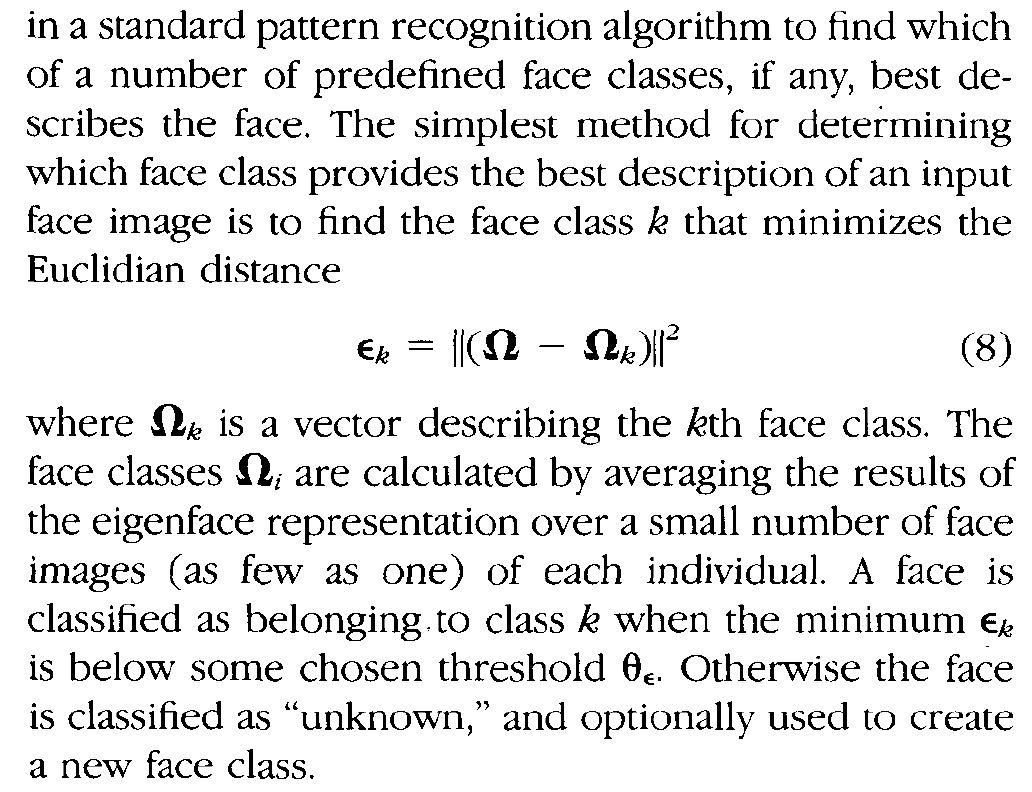 in a standard pattern recognition algorithm to find which
of a number of predefined face classes, if any, best de-
scribes the face. The simplest method for determining
which face class provides the best description of an input
face image is to find the face class k that minimizes the
Euclidian distance
ϵₖ = ||(Ω − Ωₖ)||² (8)
where Ωₖ is a vector describing the kth face class. The
face classes Ωᵢ are calculated by averaging the results of
the eigenface representation over a small number of face
images (as few as one) of each individual. A face is
classified as belonging to class k when the minimum ϵₖ
is below some chosen threshold θ_ϵ. Otherwise the face
is classified as “unknown,” and optionally used to create
a new face class.